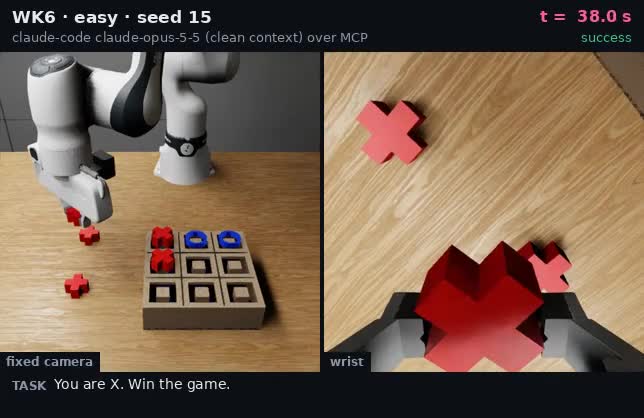 WK6 · easy · seed 15
t = 38.0 s
claude-code claude-opus-5-5 (clean context) over MCP
success
fixed camera
wrist
TASK You are X. Win the game.